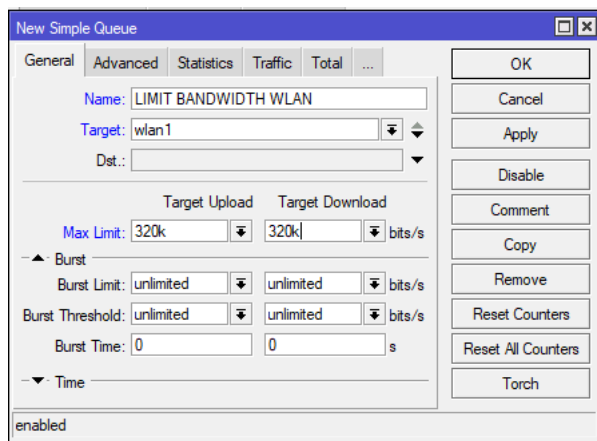 New Simple Queue
General Advanced Statistics Traffic Total ...
Name: LIMIT BANDWIDTH WLAN
Target: wlan1
Dst.:
Target Upload Target Download
Max Limit: 320k 320k bits/s
Burst
Burst Limit: unlimited unlimited bits/s
Burst Threshold: unlimited unlimited bits/s
Burst Time: 0 0 s
Time
OK
Cancel
Apply
Disable
Comment
Copy
Remove
Reset Counters
Reset All Counters
Torch
enabled